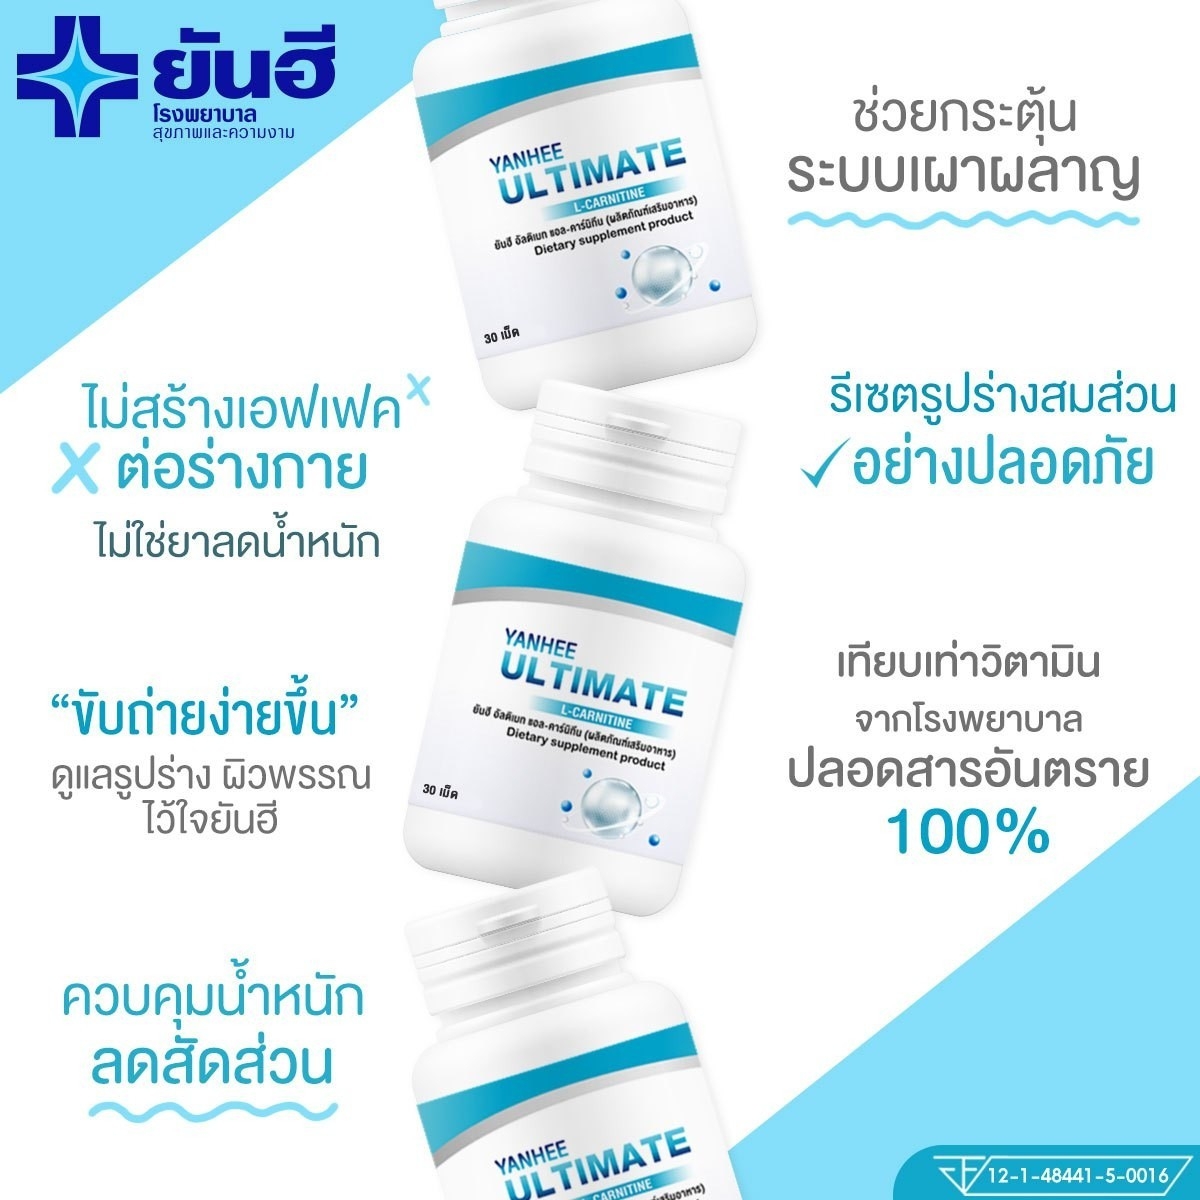 ยันฮี
โรงพยาบาล
สุขภาพและความงาม
YANHEE
ULTIMATE
L-CARNITINE
ยันฮี อัลติเมท แอล-คาร์นิทีน (ผลิตภัณฑ์เสริมอาหาร)
Dietary supplement product
30 เม็ด
ช่วยกระตุ้น
ระบบเผาผลาญ
ไม่สร้างเอฟเฟค
ต่อร่างกาย
ไม่ใช่ยาลดน้ำหนัก
รีเซตรูปร่างสมส่วน
อย่างปลอดภัย
YANHEE
ULTIMATE
L-CARNITINE
ยันฮี อัลติเมท แอล-คาร์นิทีน (ผลิตภัณฑ์เสริมอาหาร)
Dietary supplement product
30 เม็ด
“ขับถ่ายง่ายขึ้น”
ดูแลรูปร่าง ผิวพรรณ
ไว้ใจยันฮี
เทียบเท่าวิตามิน
จากโรงพยาบาล
ปลอดสารอันตราย
100%
ควบคุมน้ำหนัก
ลดสัดส่วน
YANHEE
ULTIMATE
L-CARNITINE
12-1-48441-5-0016